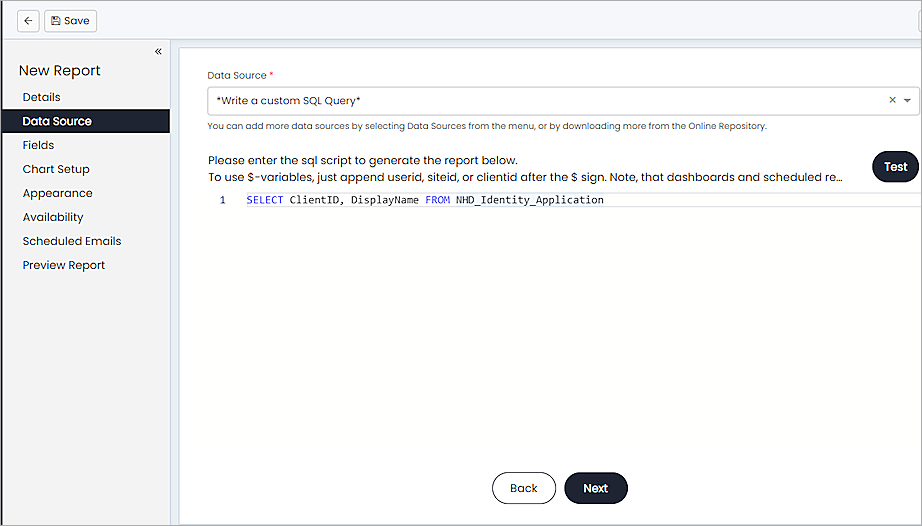 Save
New Report
Details
Data Source
Fields
Chart Setup
Appearance
Availability
Scheduled Emails
Preview Report
Data Source *
*Write a custom SQL Query*
You can add more data sources by selecting Data Sources from the menu, or by downloading more from the Online Repository.
Please enter the sql script to generate the report below.
To use $-variables, just append userid, siteid, or clientid after the $ sign. Note, that dashboards and scheduled re...
Test
1 SELECT ClientID, DisplayName FROM NHD_Identity_Application
Back
Next